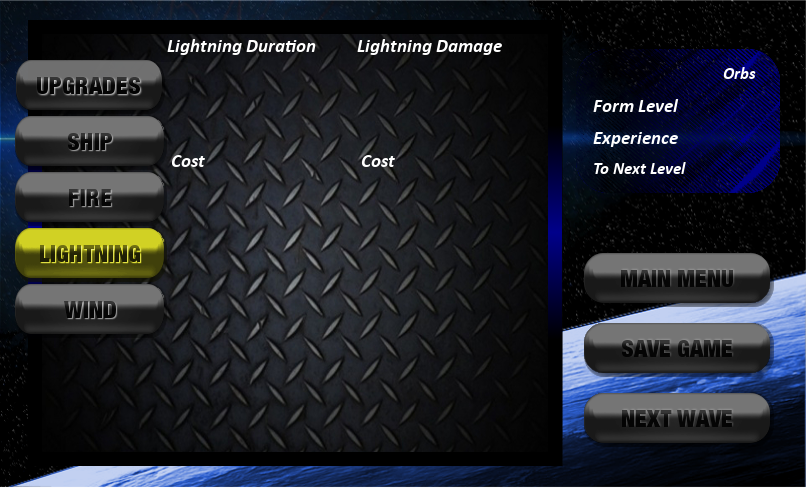 Lightning Duration
Lightning Damage
Cost
Cost
UPGRADES
SHIP
FIRE
LIGHTNING
WIND
Orbs
Form Level
Experience
To Next Level
MAIN MENU
SAVE GAME
NEXT WAVE